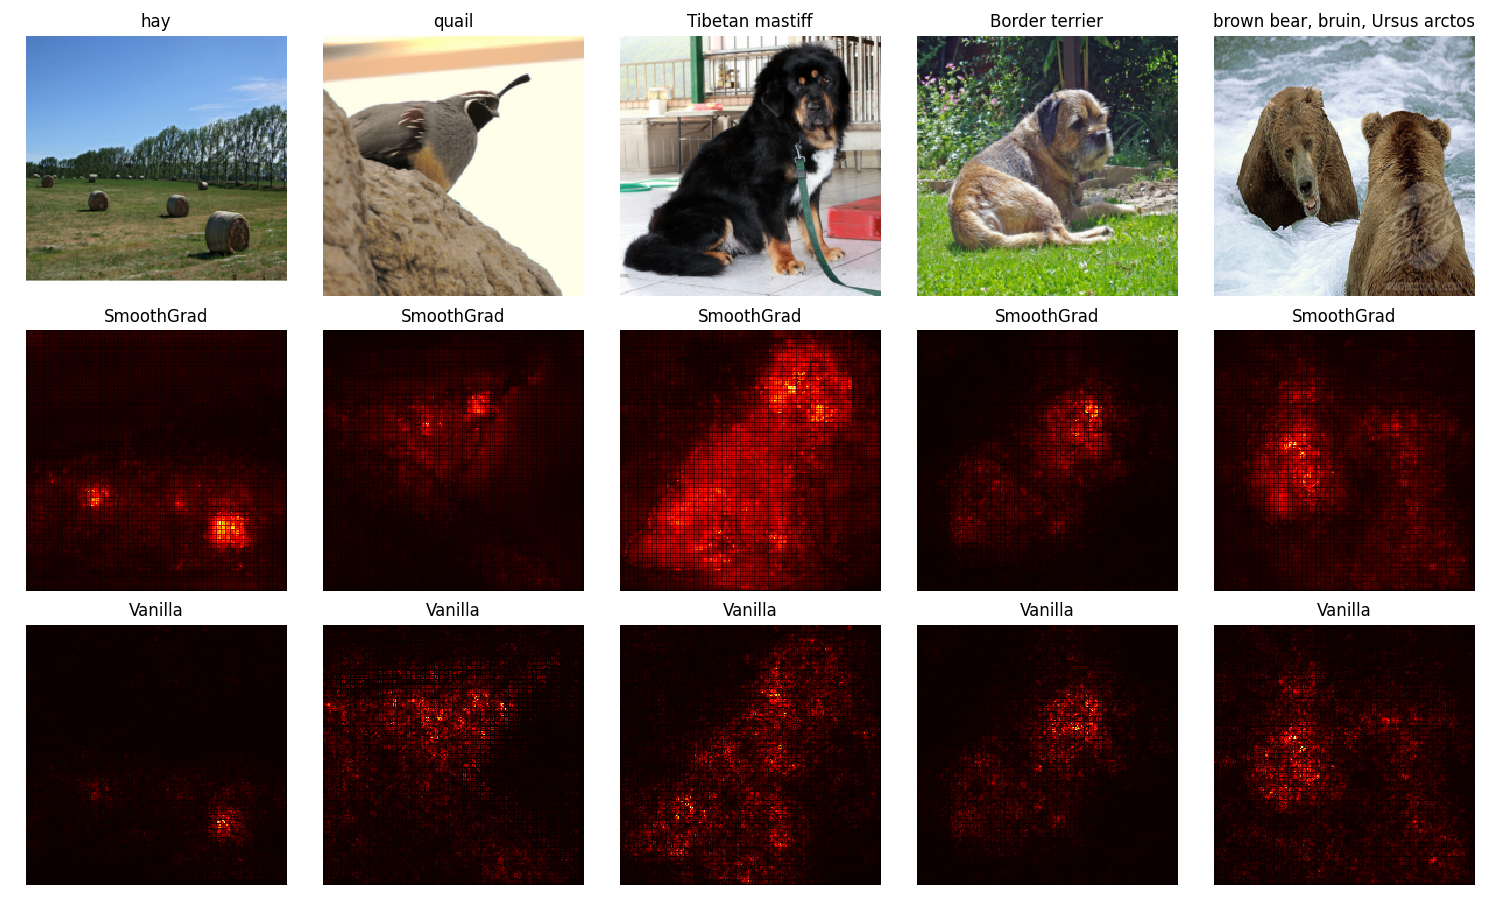 hay
quail
Tibetan mastiff
Border terrier
brown bear, bruin, Ursus arctos
SmoothGrad
SmoothGrad
SmoothGrad
SmoothGrad
SmoothGrad
Vanilla
Vanilla
Vanilla
Vanilla
Vanilla